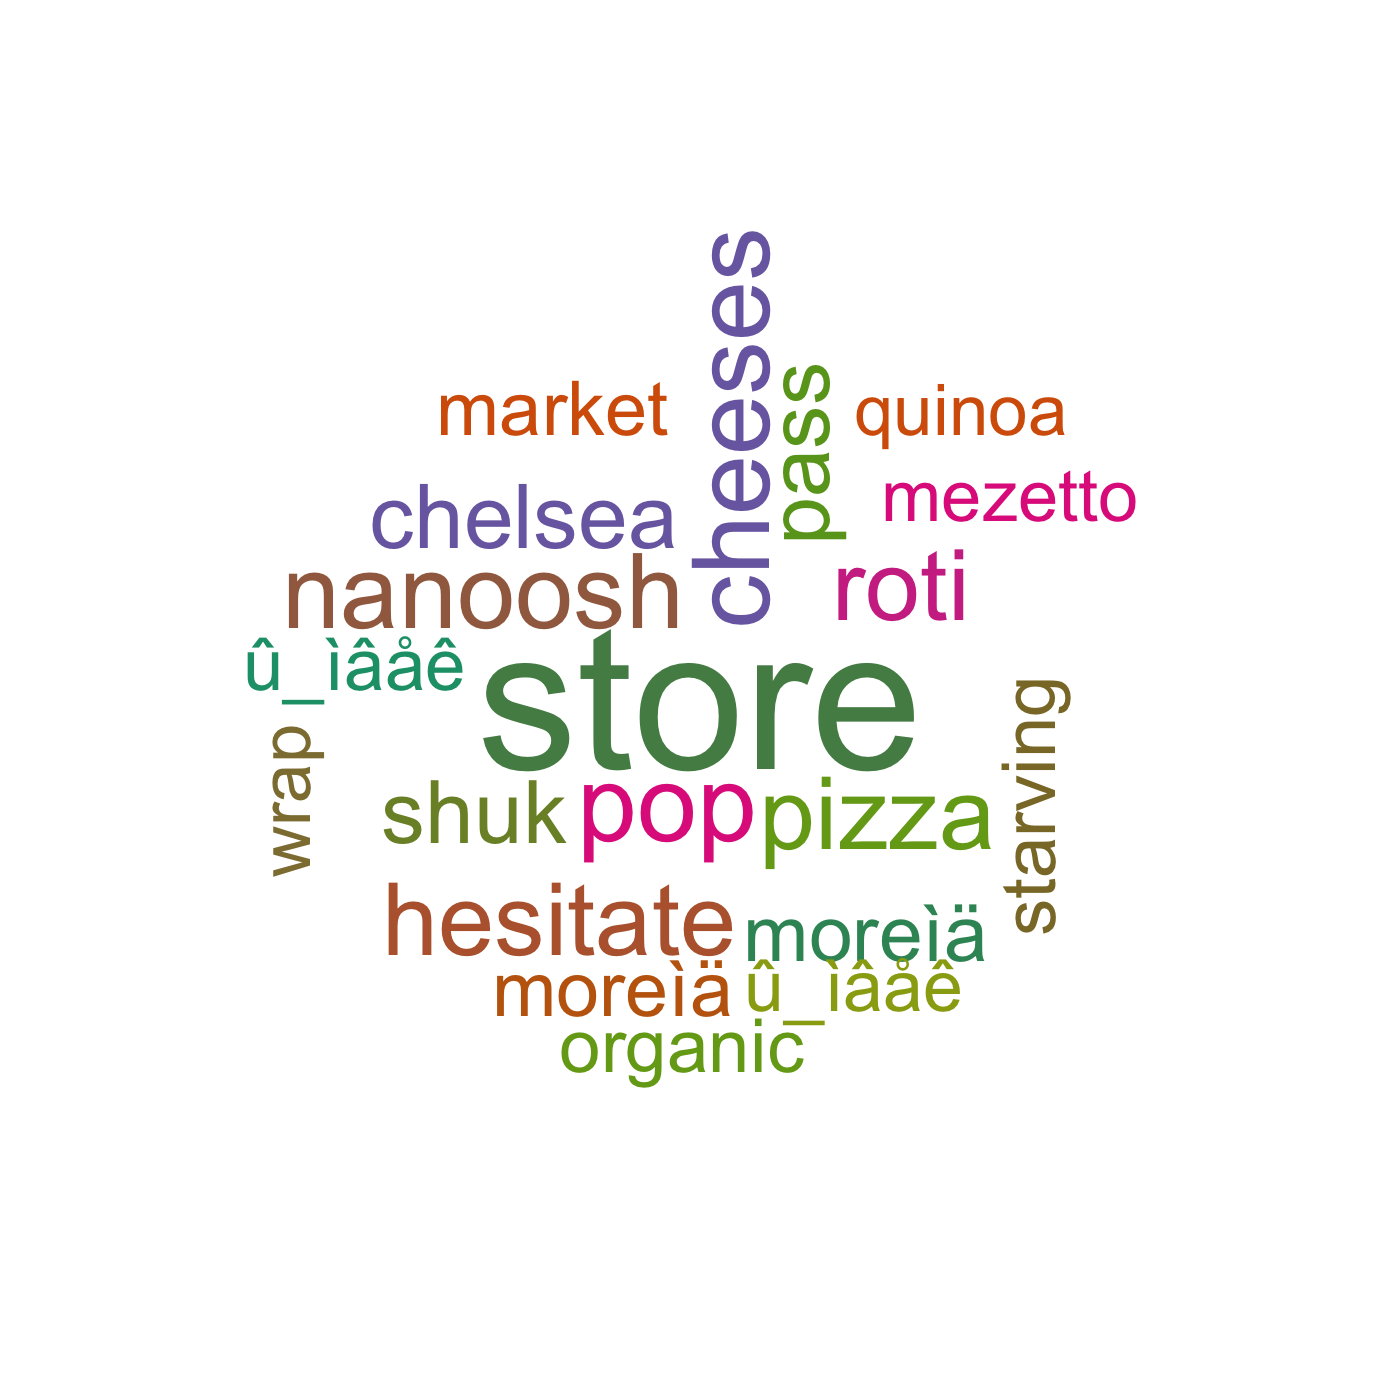 cheeses
market
pass
quinoa
chelsea
mezetto
nanoosh
roti
û_ìâåê
store
wrap
starving
shuk
pop
pizza
hesitate
moreìä
moreìä
û_ìâåê
organic